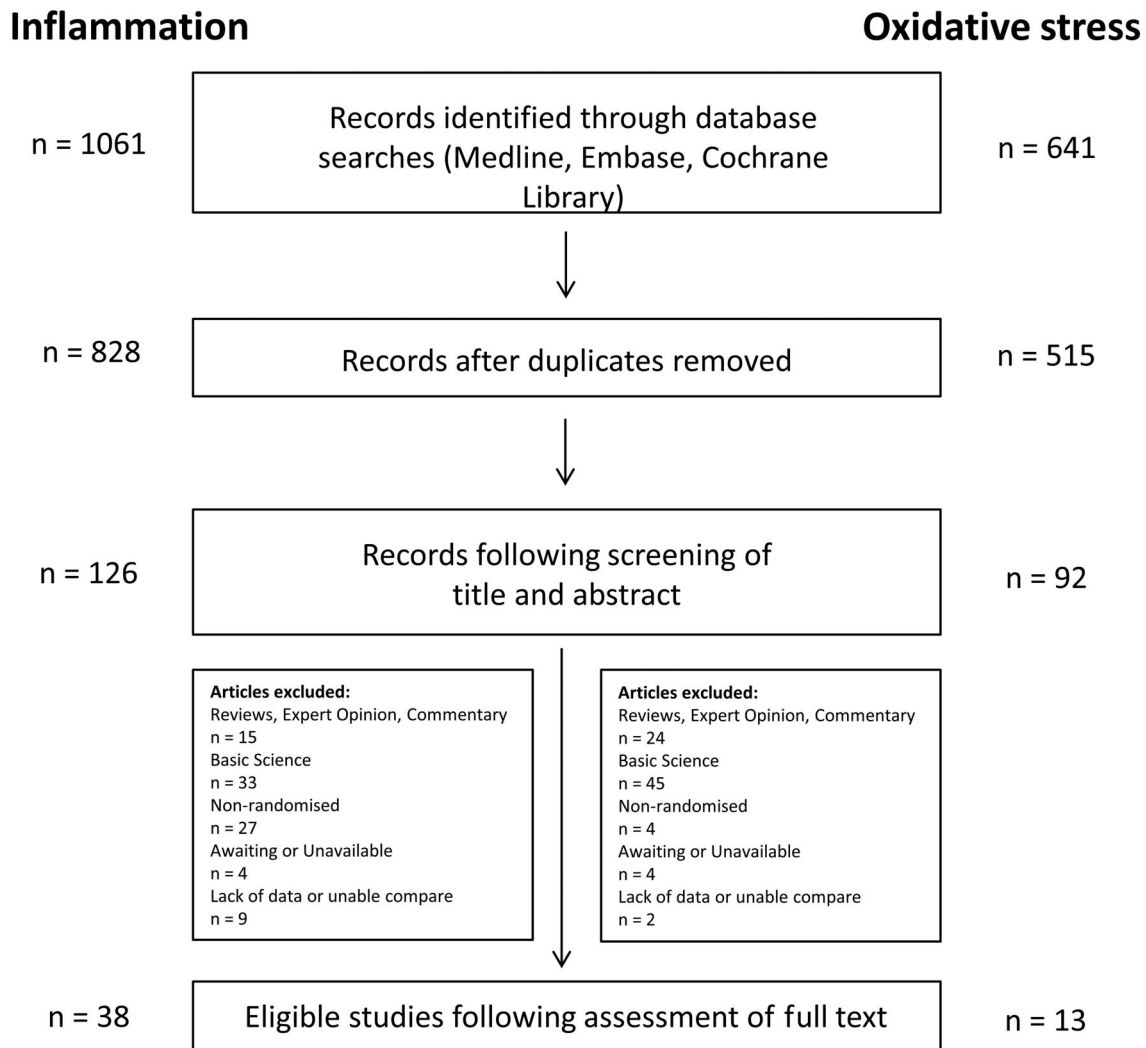 Inflammation
Oxidative stress
n = 1061
Records identified through database
searches (Medline, Embase, Cochrane
Library)
n = 641
n = 828
Records after duplicates removed
n = 515
n = 126
Records following screening of
title and abstract
n = 92
Articles excluded:
Reviews, Expert Opinion, Commentary
n = 15
Basic Science
n = 33
Non-randomised
n = 27
Awaiting or Unavailable
n = 4
Lack of data or unable compare
n = 9
Articles excluded:
Reviews, Expert Opinion, Commentary
n = 24
Basic Science
n = 45
Non-randomised
n = 4
Awaiting or Unavailable
n = 4
Lack of data or unable compare
n = 2
n = 38
Eligible studies following assessment of full text
n = 13